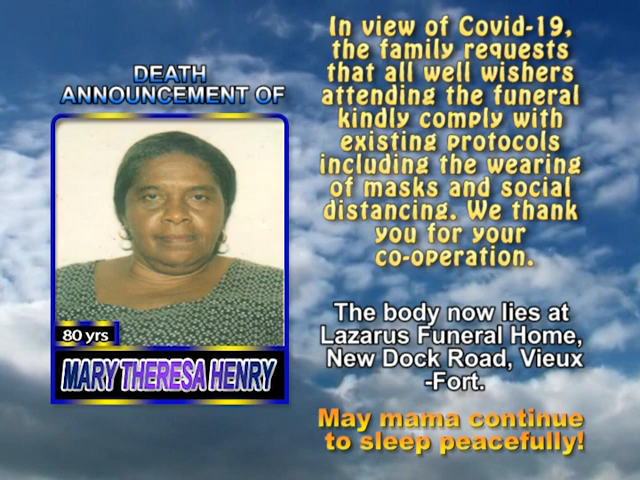 DEATH
ANNOUNCEMENT OF
80 yrs
MARY THERESA HENRY
In view of Covid-19,
the family requests
that all well wishers
attending the funeral
kindly comply with
existing protocols
including the wearing
of masks and social
distancing. We thank
you for your
co-operation.
The body now lies at
Lazarus Funeral Home,
New Dock Road, Vieux
-Fort.
May mama continue
to sleep peacefully!